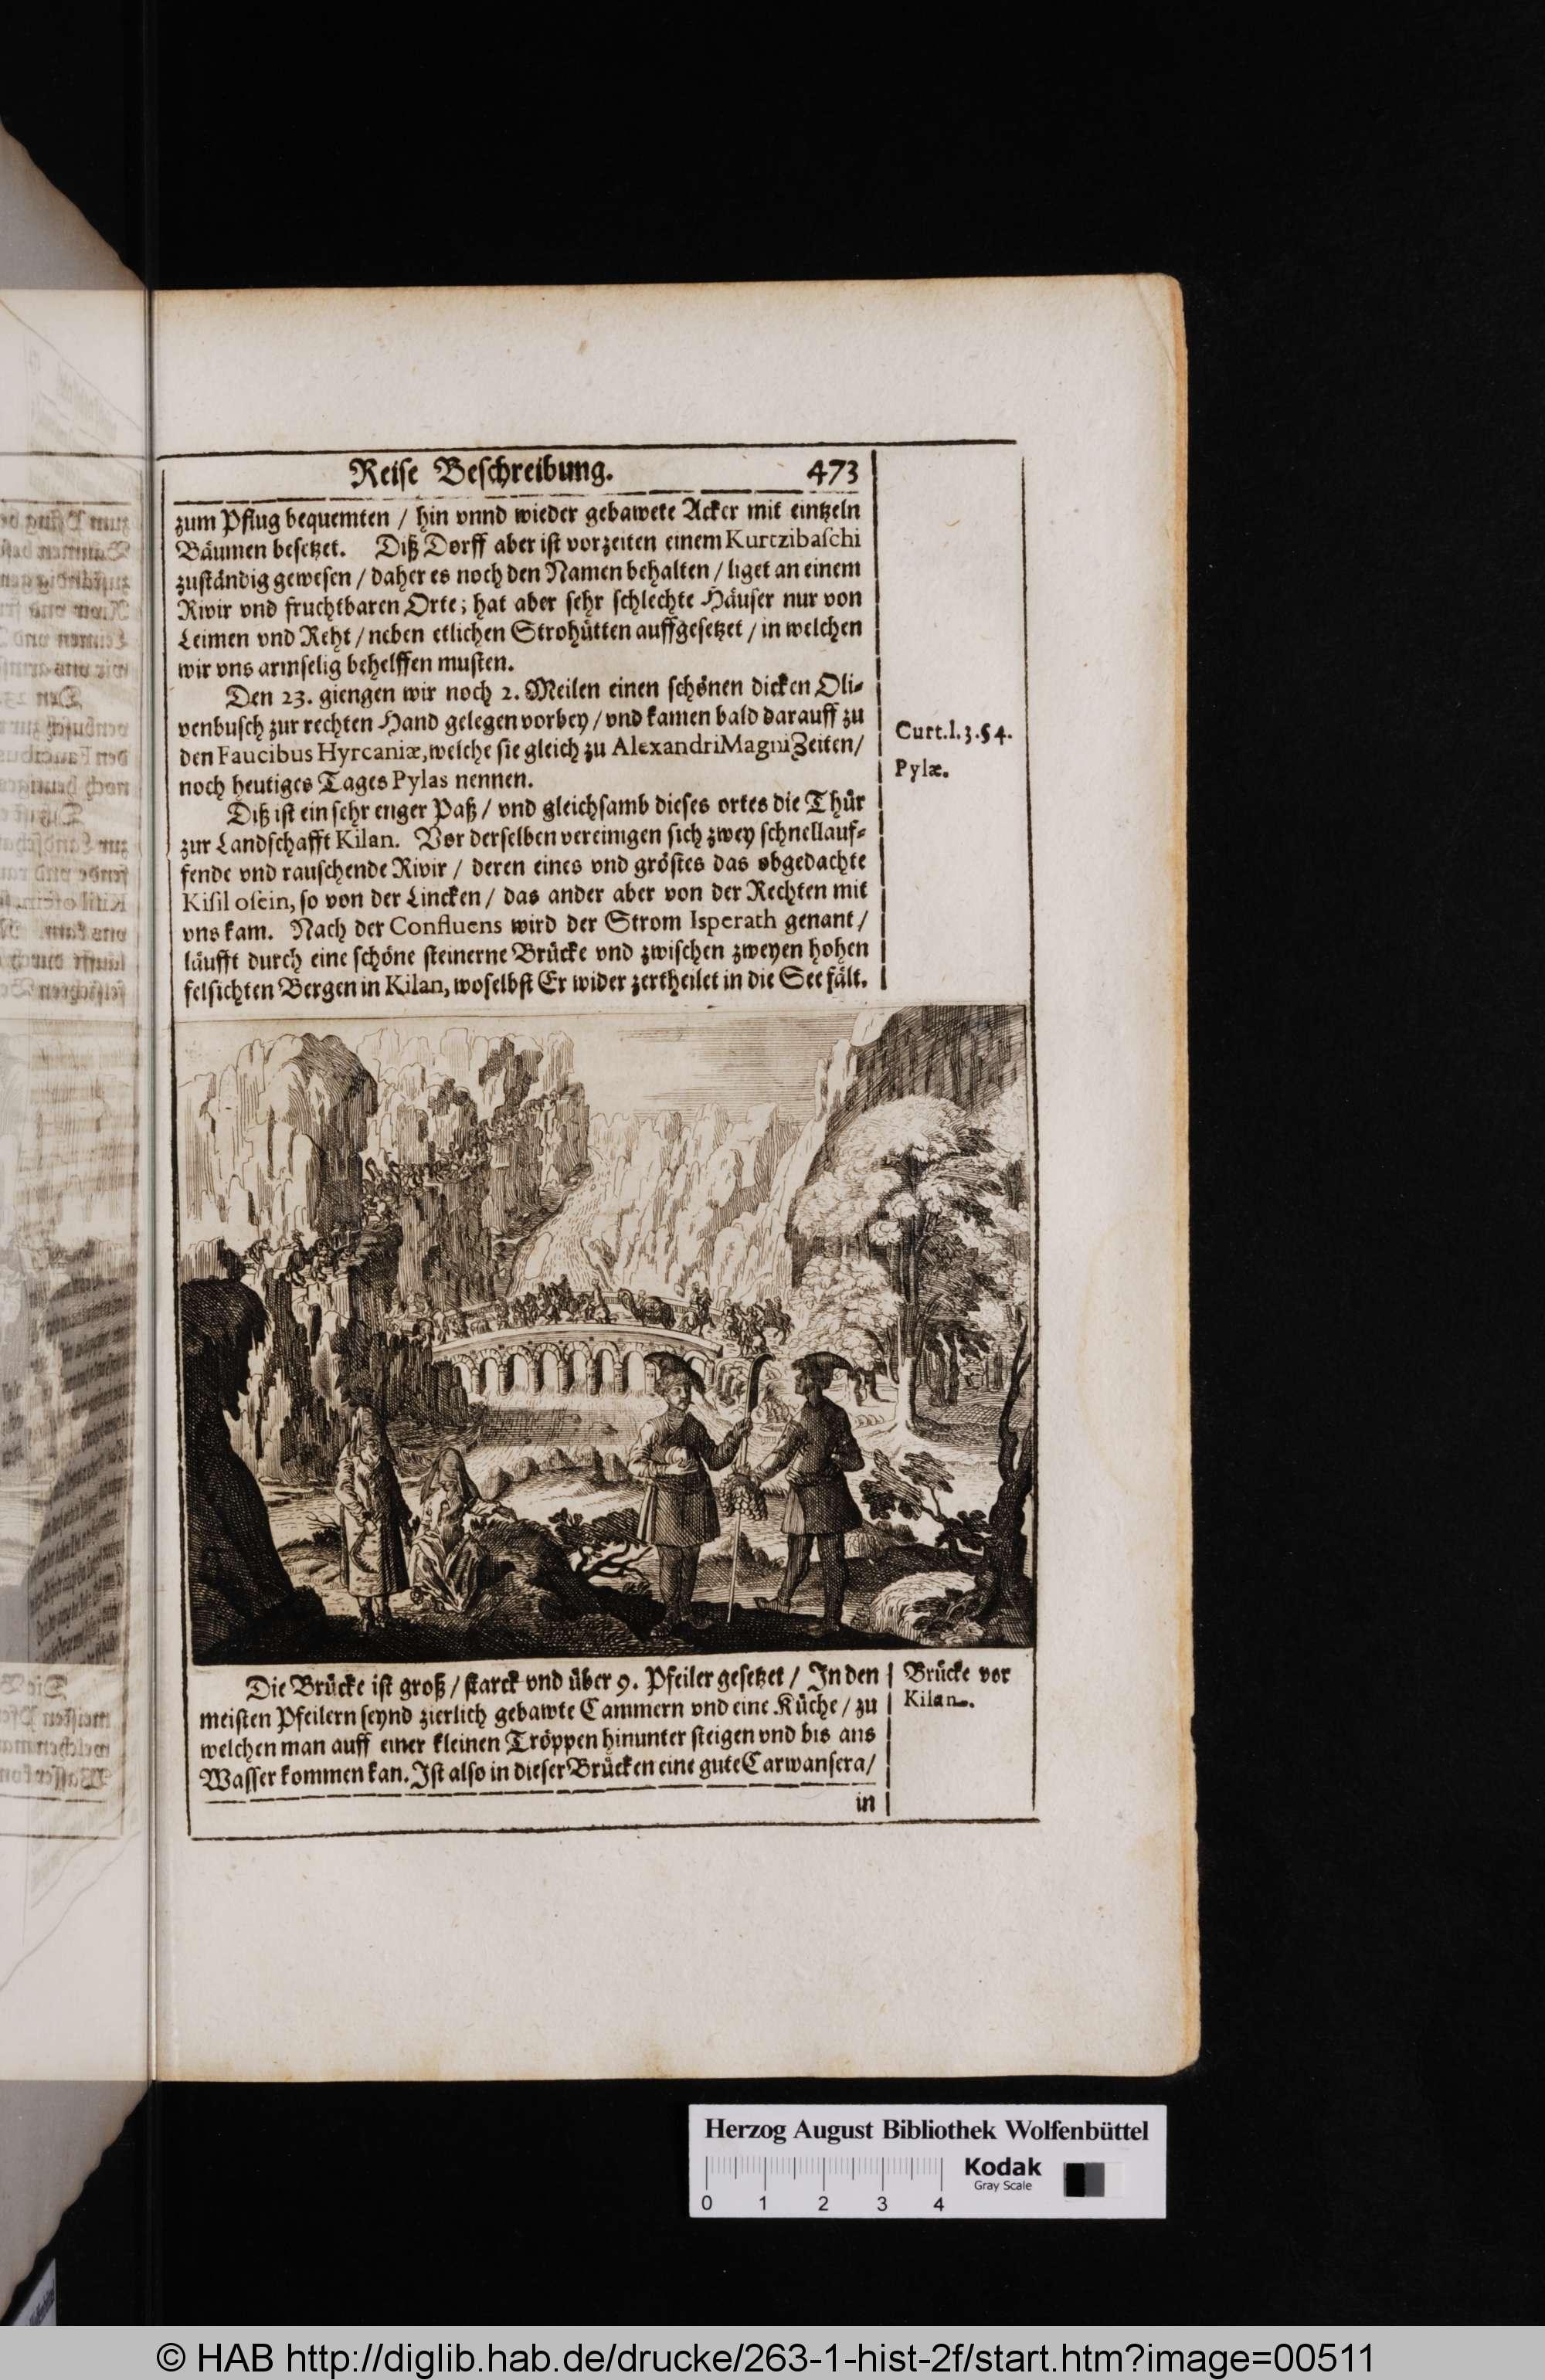 Reiſe Beſchreibung. 473
zum Pflug bequemten / hin vnnd wieder gebawete Acker mit eintzeln
Bäumen beſetzet. Diß Dorff aber iſt vorzeiten einem Kurtzibaſchi
zuſtändig geweſen / daher es noch den Namen behalten / liget an einem
Rivir vnd fruchtbaren Orte; hat aber ſehr ſchlechte Häuſer nur von
Leimen vnd Reht / neben etlichen Strohütten auffgeſetzet / in welchen
wir vns armſelig behelffen muſten.
Den 23. giengen wir noch 2. Meilen einen ſchönen dicken Oli⸗
venbuſch zur rechten Hand gelegen vorbey / vnd kamen bald darauff zu
den Faucibus Hyrcaniæ, welche ſie gleich zu Alexandri Magni Zeiten /
noch heutiges Tages Pylas nennen.
Curt. l. 3. § 4.
Pylæ.
Diß iſt ein ſehr enger Paß / vnd gleichſamb dieſes ortes die Thür
zur Landſchafft Kilan. Vor derſelben vereinigen ſich zwey ſchnellauf⸗
fende vnd rauſchende Rivir / deren eines vnd gröſtes das obgedachte
Kiſil oſein, ſo von der Lincken / das ander aber von der Rechten mit
vns kam. Nach der Confluens wird der Strom Isperath genant /
läufft durch eine ſchöne ſteinerne Brücke vnd zwiſchen zweyen hohen
felſichten Bergen in Kilan, woſelbſt Er wider zertheilet in die See fält.
Die Brücke iſt groß / ſtarck vnd über 9. Pfeiler geſetzet / In den
meiſten Pfeilern ſeynd zierlich gebawte Cammern vnd eine Küche / zu
welchen man auff einer kleinen Tröppen hinunter ſteigen vnd bis ans
Waſſer kommen kan. Iſt alſo in dieſer Brücken eine gute Carwanſera /
in
Brücke vor
Kilan.
Herzog August Bibliothek Wolfenbüttel
Kodak
Gray Scale
0 1 2 3 4
© HAB http://diglib.hab.de/drucke/263-1-hist-2f/start.htm?image=00511